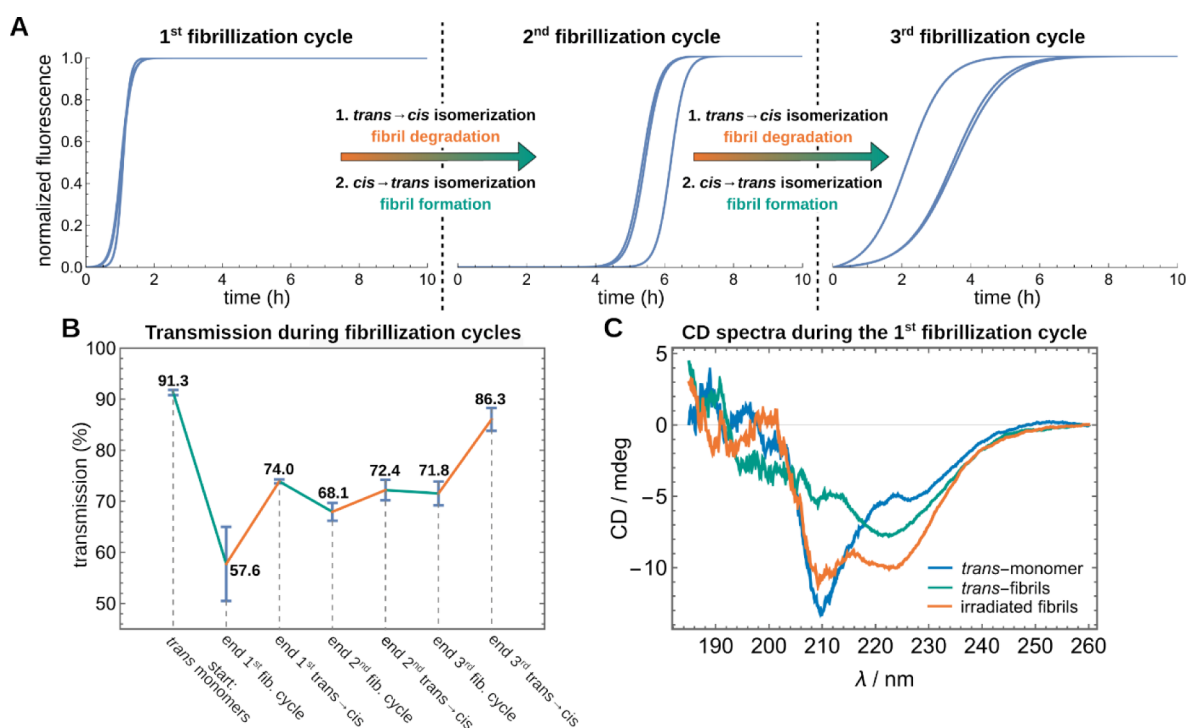 A
1st fibrillization cycle
2nd fibrillization cycle
3rd fibrillization cycle
normalized fluorescence
1.0
0.8
0.6
0.4
0.2
0.0
1. trans→cis isomerization
fibril degradation
2. cis→trans isomerization
fibril formation
1. trans→cis isomerization
fibril degradation
2. cis→trans isomerization
fibril formation
0 2 4 6 8 10
time (h)
0 2 4 6 8 10
time (h)
0 2 4 6 8 10
time (h)
B
Transmission during fibrillization cycles
transmission (%)
100
90
80
70
60
50
91.3
57.6
74.0
68.1
72.4
71.8
86.3
start:
trans monomers
end 1st fib. cycle
end 1st trans→cis
end 2nd fib. cycle
end 2nd trans→cis
end 3rd fib. cycle
end 3rd trans→cis
C
CD spectra during the 1st fibrillization cycle
CD / mdeg
5
0
−5
−10
trans−monomer
trans−fibrils
irradiated fibrils
190 200 210 220 230 240 250 260
λ / nm